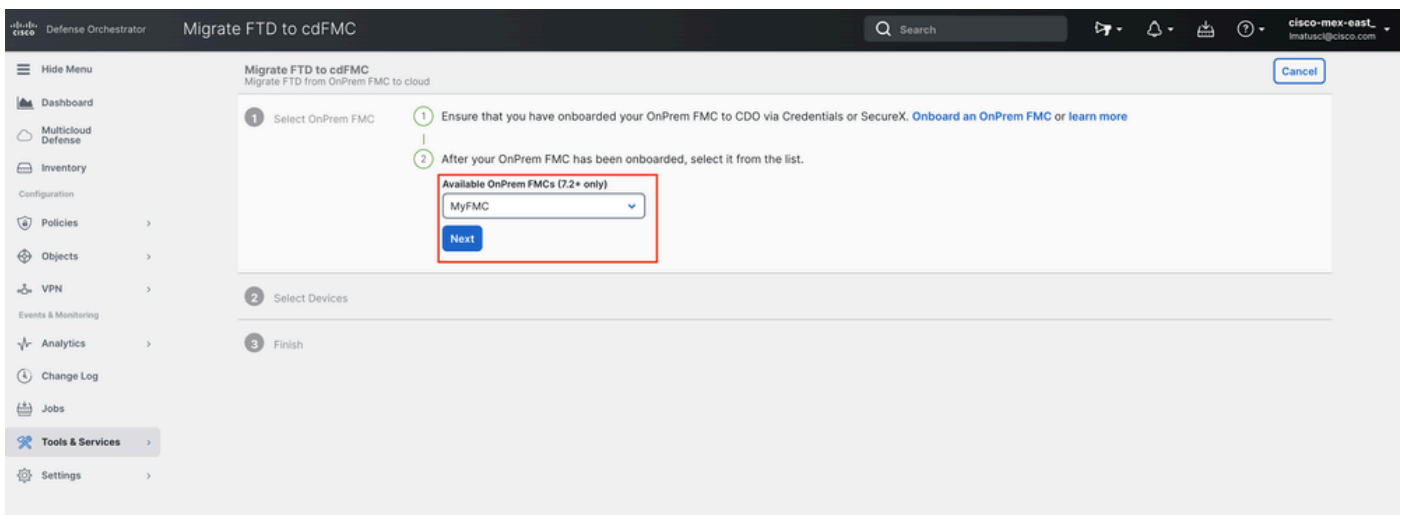 CISCO Defense Orchestrator
Migrate FTD to cdFMC
Search
cisco-mex-east_
lmatuscl@cisco.com
Hide Menu
Dashboard
Multicloud
Defense
Inventory
Configuration
Policies
Objects
VPN
Events & Monitoring
Analytics
Change Log
Jobs
Tools & Services
Settings
Migrate FTD to cdFMC
Migrate FTD from OnPrem FMC to cloud
Cancel
1 Select OnPrem FMC
1 Ensure that you have onboarded your OnPrem FMC to CDO via Credentials or SecureX. Onboard an OnPrem FMC or learn more
2 After your OnPrem FMC has been onboarded, select it from the list.
Available OnPrem FMCs (7.2+ only)
MyFMC
Next
2 Select Devices
3 Finish